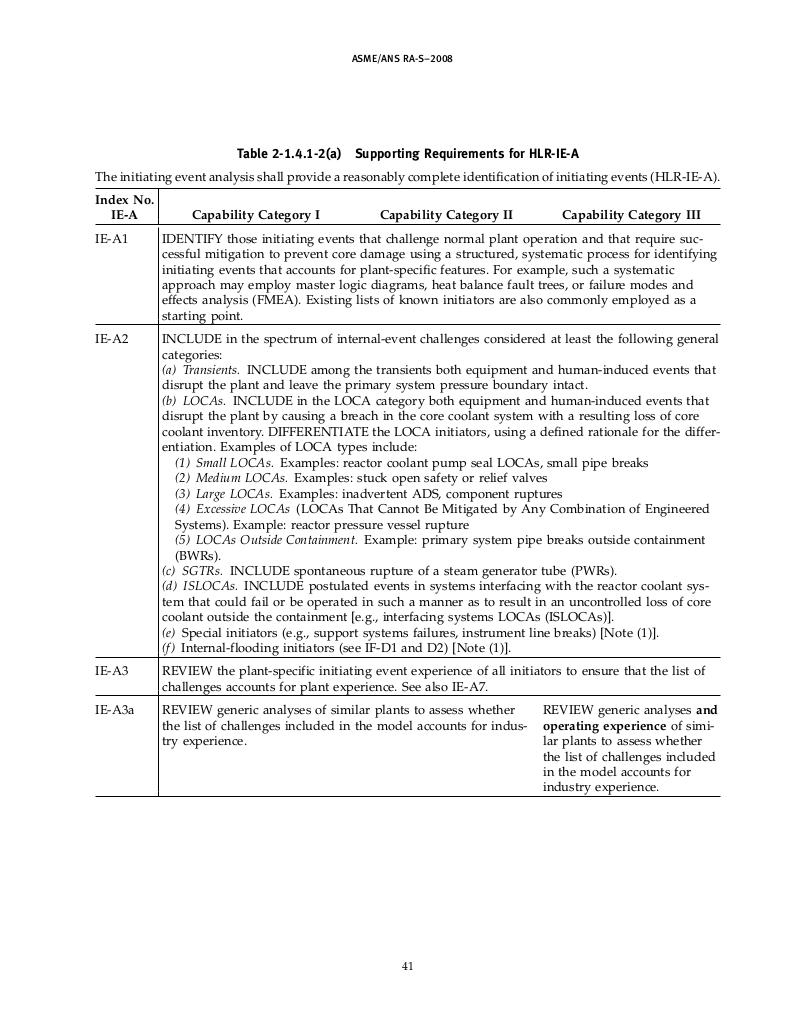 ASME/ANS RA-S–2008
Table 2-1.4.1-2(a) Supporting Requirements for HLR-IE-A
The initiating event analysis shall provide a reasonably complete identification of initiating events (HLR-IE-A).
Index No.
IE-A Capability Category I Capability Category II Capability Category III
IE-A1 IDENTIFY those initiating events that challenge normal plant operation and that require suc-
cessful mitigation to prevent core damage using a structured, systematic process for identifying
initiating events that accounts for plant-specific features. For example, such a systematic
approach may employ master logic diagrams, heat balance fault trees, or failure modes and
effects analysis (FMEA). Existing lists of known initiators are also commonly employed as a
starting point.
IE-A2 INCLUDE in the spectrum of internal-event challenges considered at least the following general
categories:
(a) Transients. INCLUDE among the transients both equipment and human-induced events that
disrupt the plant and leave the primary system pressure boundary intact.
(b) LOCAs. INCLUDE in the LOCA category both equipment and human-induced events that
disrupt the plant by causing a breach in the core coolant system with a resulting loss of core
coolant inventory. DIFFERENTIATE the LOCA initiators, using a defined rationale for the differ-
entiation. Examples of LOCA types include:
(1) Small LOCAs. Examples: reactor coolant pump seal LOCAs, small pipe breaks
(2) Medium LOCAs. Examples: stuck open safety or relief valves
(3) Large LOCAs. Examples: inadvertent ADS, component ruptures
(4) Excessive LOCAs (LOCAs That Cannot Be Mitigated by Any Combination of Engineered
Systems). Example: reactor pressure vessel rupture
(5) LOCAs Outside Containment. Example: primary system pipe breaks outside containment
(BWRs).
(c) SGTRs. INCLUDE spontaneous rupture of a steam generator tube (PWRs).
(d) ISLOCAs. INCLUDE postulated events in systems interfacing with the reactor coolant sys-
tem that could fail or be operated in such a manner as to result in an uncontrolled loss of core
coolant outside the containment [e.g., interfacing systems LOCAs (ISLOCAs)].
(e) Special initiators (e.g., support systems failures, instrument line breaks) [Note (1)].
(f) Internal-flooding initiators (see IF-D1 and D2) [Note (1)].
IE-A3 REVIEW the plant-specific initiating event experience of all initiators to ensure that the list of
challenges accounts for plant experience. See also IE-A7.
IE-A3a REVIEW generic analyses of similar plants to assess whether
the list of challenges included in the model accounts for indus-
try experience.
REVIEW generic analyses and
operating experience of simi-
lar plants to assess whether
the list of challenges included
in the model accounts for
industry experience.
41